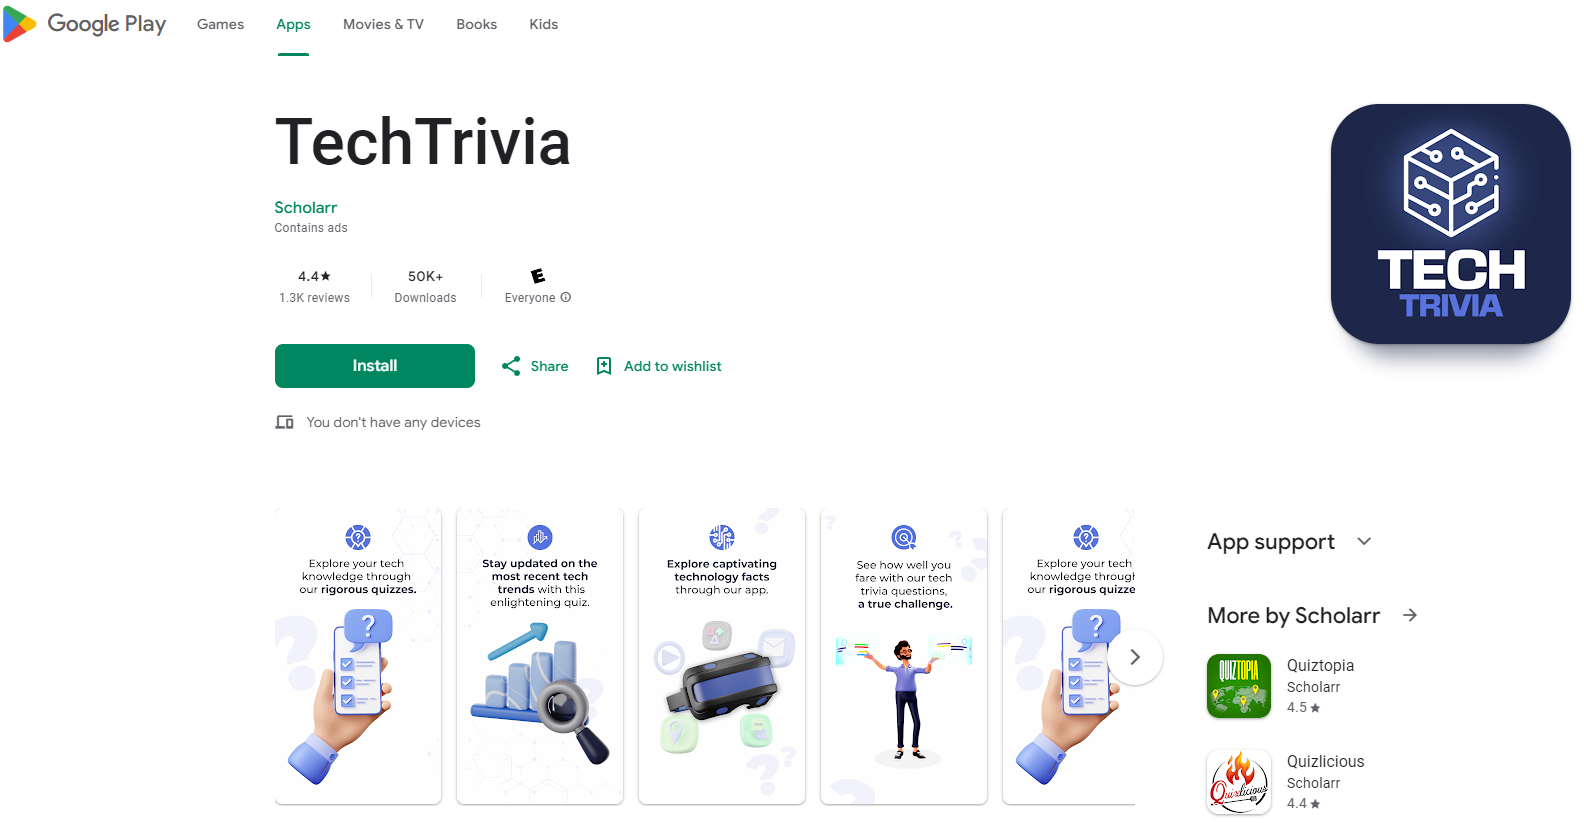 Google Play
Games
Apps
Movies & TV
Books
Kids
TechTrivia
Scholarr
Contains ads
4.4★
1.3K reviews
50K+
Downloads
E
Everyone
Install
Share
Add to wishlist
You don't have any devices
TECH
TRIVIA
Explore your tech
knowledge through
our rigorous quizzes.
?
Stay updated on the
most recent tech
trends with this
enlightening quiz.
Explore captivating
technology facts
through our app.
See how well you
fare with our tech
trivia questions,
a true challenge.
Explore your tech
knowledge through
our rigorous quizze
?
App support
More by Scholarr
QUIZTOPIA
Quiztopia
Scholarr
4.5★
Quizlicious
Quizlicious
Scholarr
4.4★